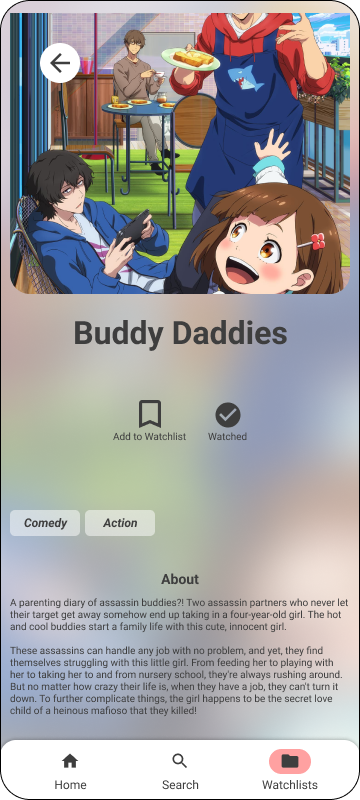 Buddy Daddies
Add to Watchlist
Watched
Comedy
Action
About
A parenting diary of assassin buddies?! Two assassin partners who never let
their target get away somehow end up taking in a four-year-old girl. The hot
and cool buddies start a family life with this cute, innocent girl.
These assassins can handle any job with no problem, and yet, they find
themselves struggling with this little girl. From feeding her to playing with
her to taking her to and from nursery school, they're always rushing around.
But no matter how crazy their life is, when they have a job, they can't turn it
down. To further complicate things, the girl happens to be the secret love
child of a heinous mafioso that they killed!
Home
Search
Watchlists